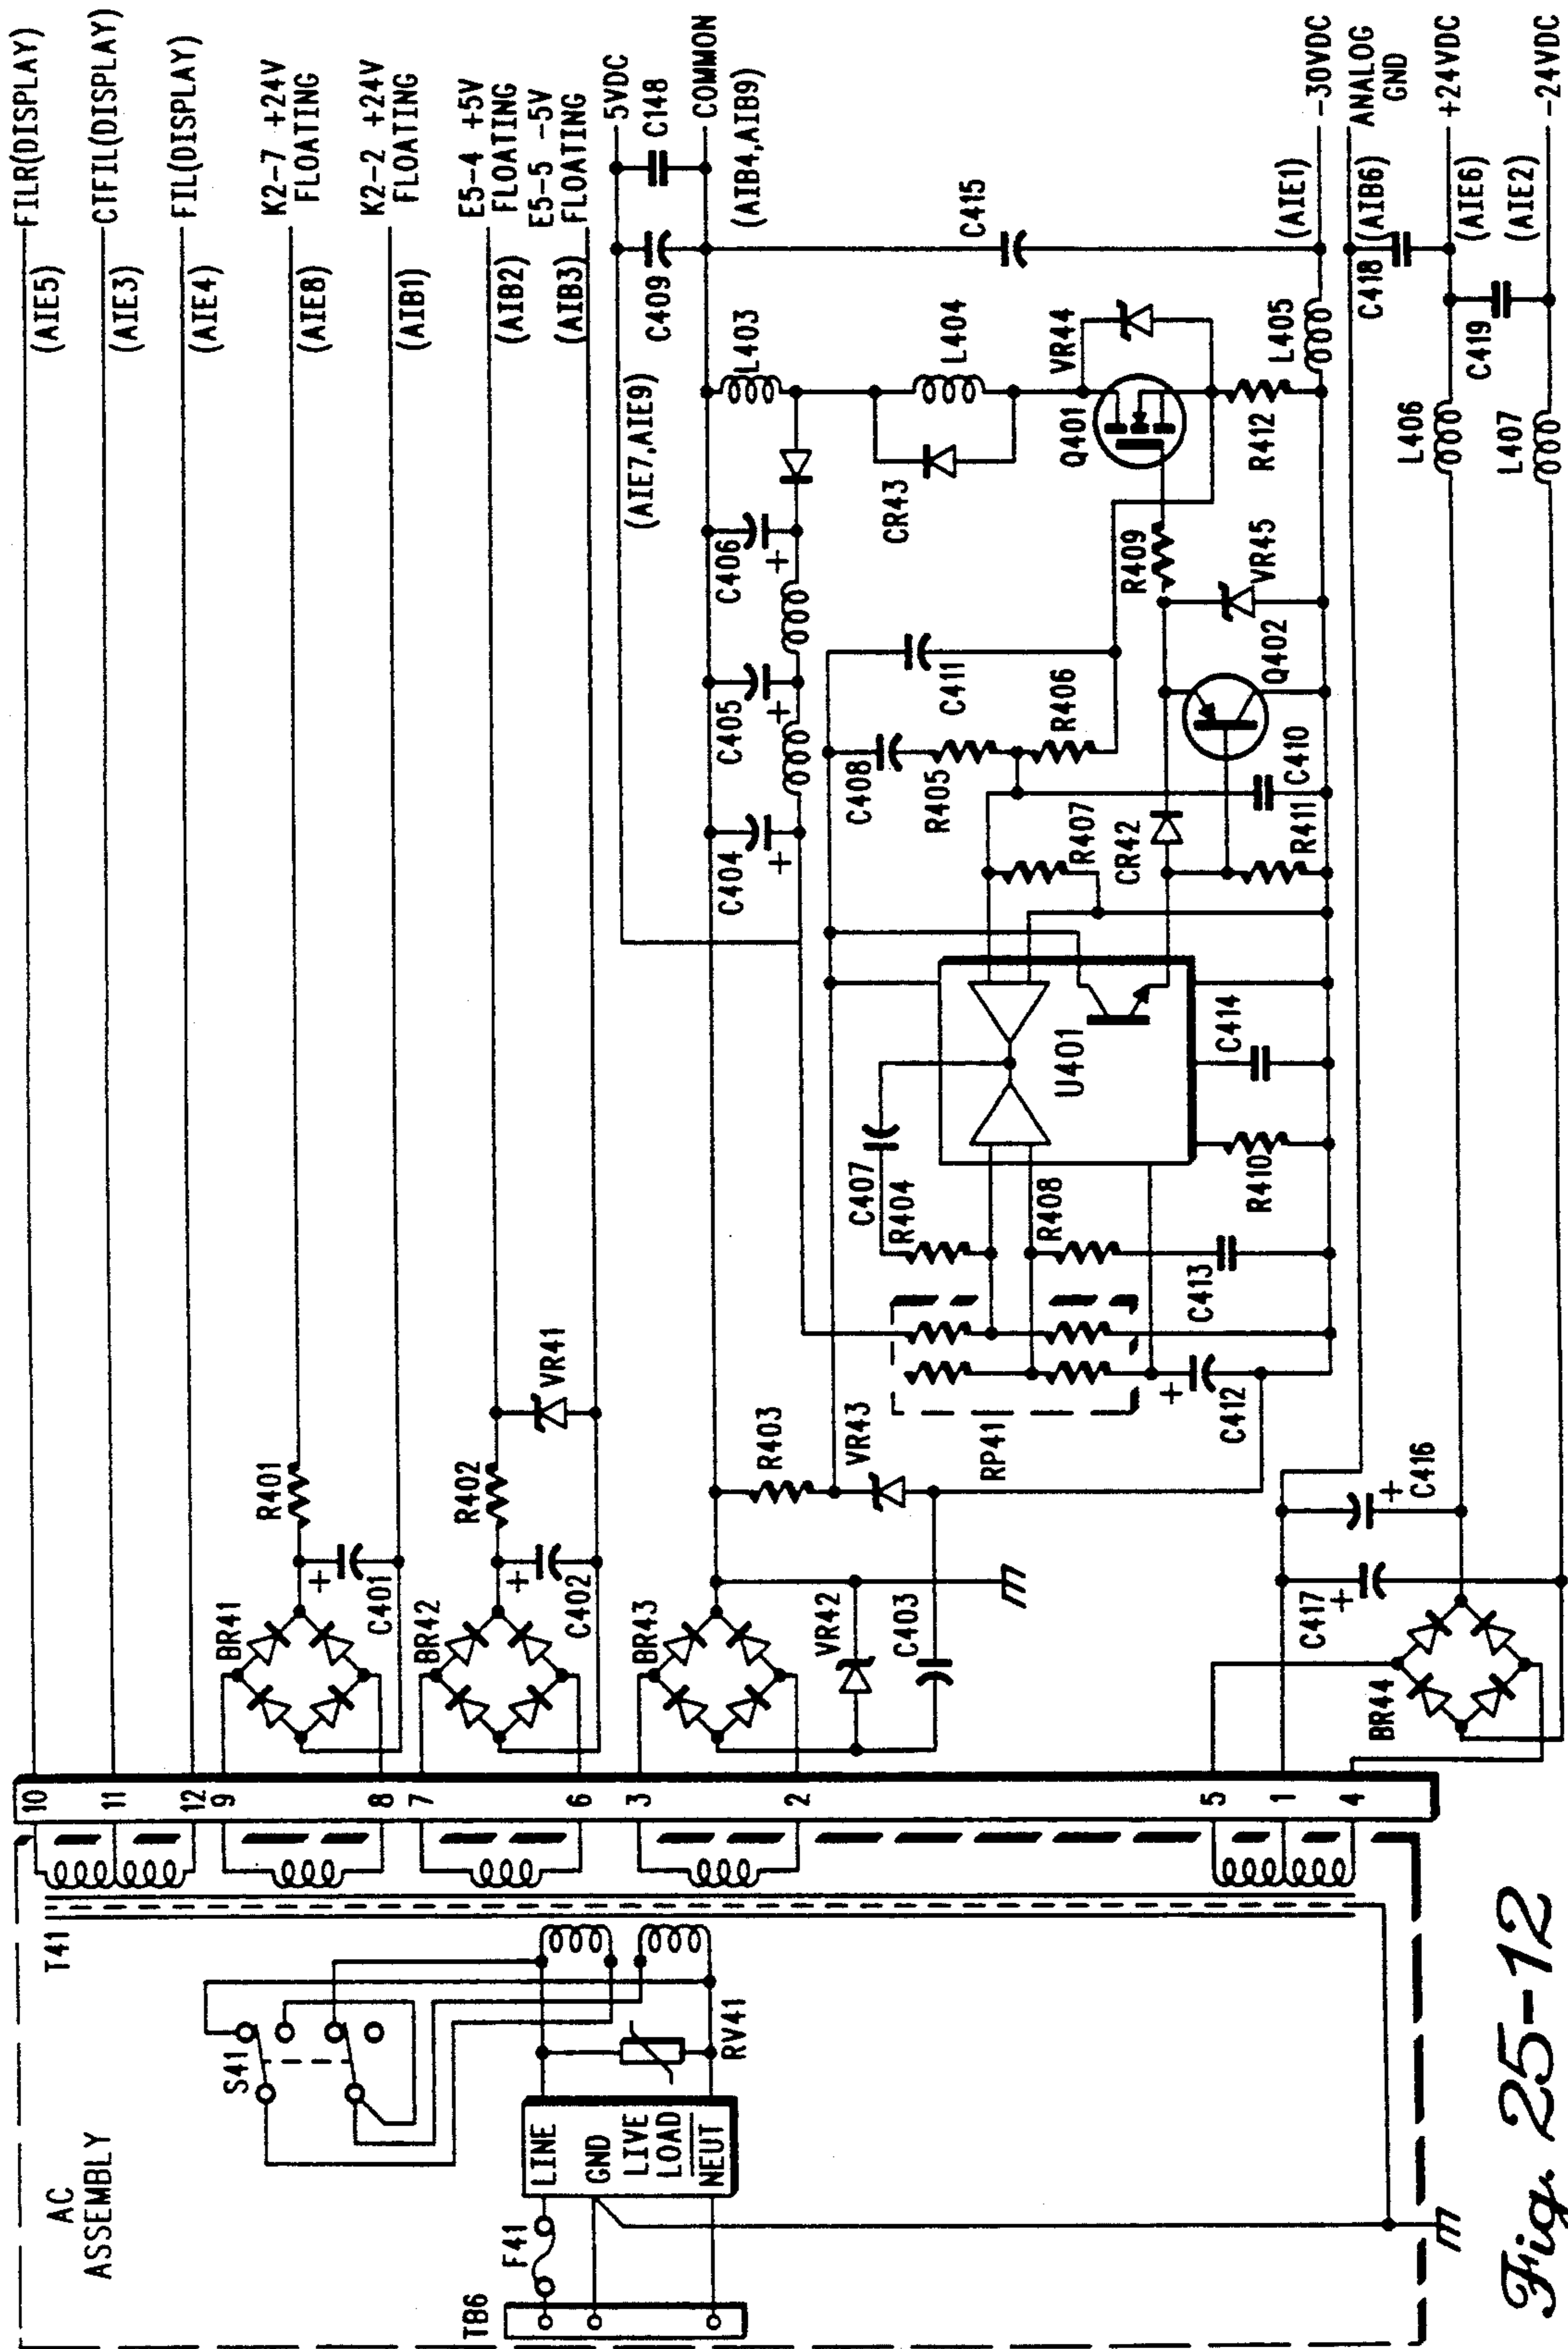 FILR(DISPLAY)
(AIE5)
CTFIL(DISPLAY)
(AIE3)
FIL(DISPLAY)
(AIE4)
K2-7 +24V
FLOATING
(AIE8)
K2-2 +24V
FLOATING
(AIB1)
E5-4 +5V
FLOATING
(AIB2)
E5-5 -5V
FLOATING
(AIB3)
5VDC
C148
C409
COMMON
(AIB4,AIB9)
(AIE7,AIE9)
C415
-30VDC
(AIE1)
ANALOG
GND
(AIB6)
C418
+24VDC
(AIE6)
C419
-24VDC
(AIE2)
L403
L404
CR43
VR44
Q401
R412
L405
L406
L407
C406
C405
C404
C411
C408
R405
R406
R409
VR45
Q402
C410
R407
CR42
R411
U401
C414
C407
R404
R408
R410
C413
RP41
C412
R403
VR43
VR41
R401
R402
C401
C402
BR41
BR42
BR43
VR42
C403
C416
C417
BR44
+
+
+
+
+
+
+
+
10
11
12
9
8
7
6
3
2
5
1
4
T41
AC
ASSEMBLY
S41
RV41
LINE
GND
LIVE
LOAD
NEUT
F41
TB6
Fig. 25-12